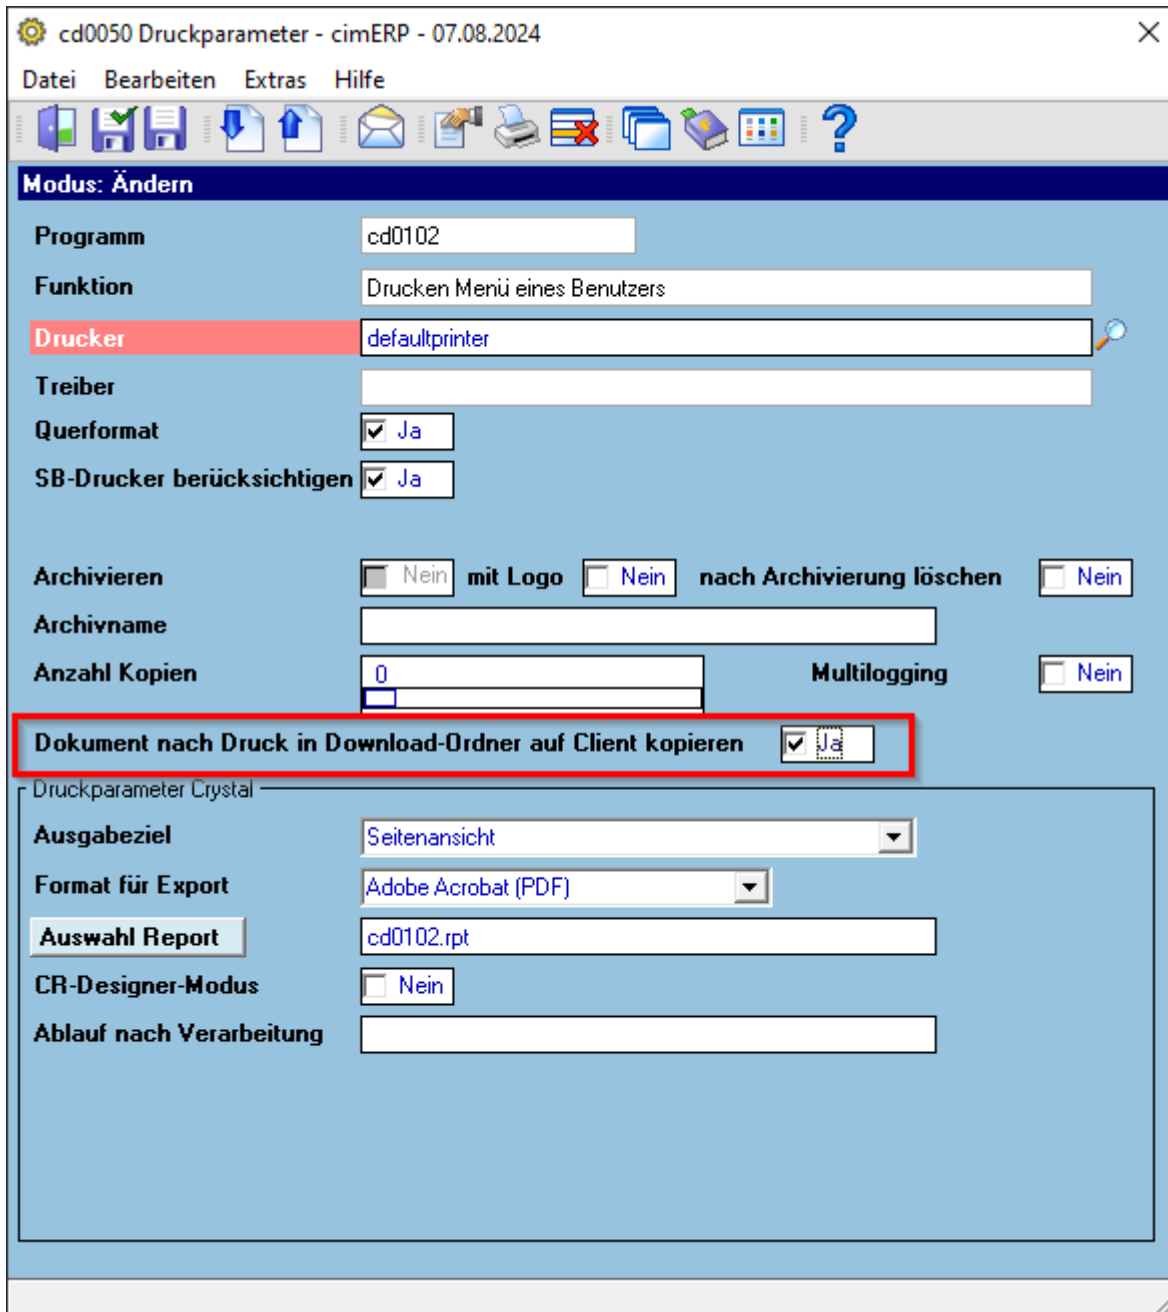 cd0050 Druckparameter - cimERP - 07.08.2024
Datei Bearbeiten Extras Hilfe
Modus: Ändern
Programm cd0102
Funktion Drucken Menü eines Benutzers
Drucker defaultprinter
Treiber
Querformat Ja
SB-Drucker berücksichtigen Ja
Archivieren Nein mit Logo Nein nach Archivierung löschen Nein
Archivname
Anzahl Kopien 0 Multilogging Nein
Dokument nach Druck in Download-Ordner auf Client kopieren Ja
Druckparameter Crystal
Ausgabeziel Seitenansicht
Format für Export Adobe Acrobat (PDF)
Auswahl Report cd0102.rpt
CR-Designer-Modus Nein
Ablauf nach Verarbeitung